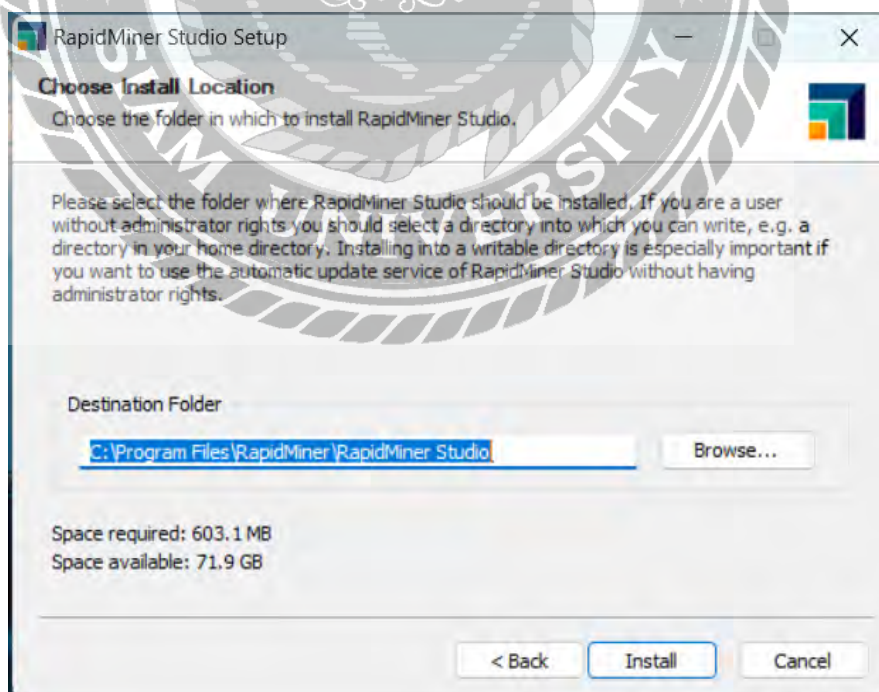 RapidMiner Studio Setup
Choose Install Location
Choose the folder in which to install RapidMiner Studio.
SIAM UNIVERSITY
Please select the folder where RapidMiner Studio should be installed. If you are a user
without administrator rights you should select a directory into which you can write, e.g. a
directory in your home directory. Installing into a writable directory is especially important if
you want to use the automatic update service of RapidMiner Studio without having
administrator rights.
Destination Folder
C:\Program Files\RapidMiner\RapidMiner Studio
Browse...
Space required: 603.1 MB
Space available: 71.9 GB
< Back
Install
Cancel